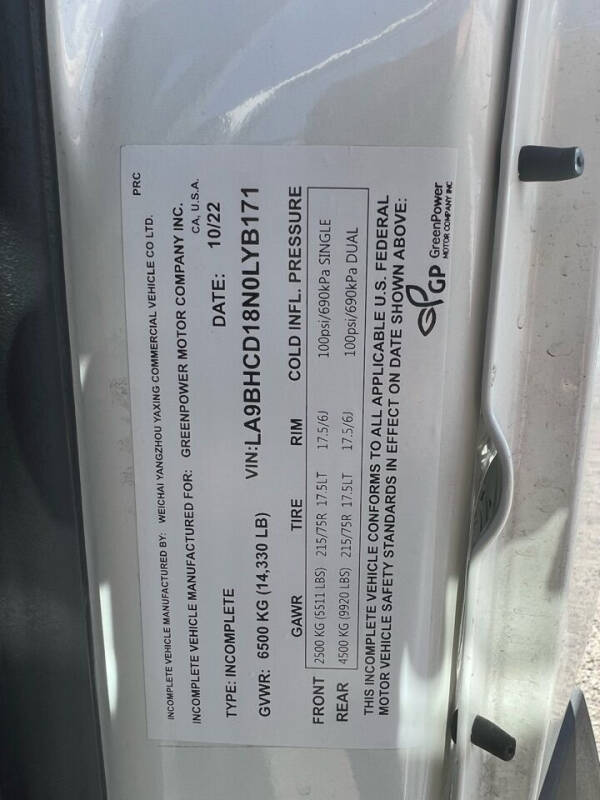 PRC
INCOMPLETE VEHICLE MANUFACTURED BY: WEICHAI YANGZHOU YAXING COMMERCIAL VEHICLE CO LTD.
INCOMPLETE VEHICLE MANUFACTURED FOR: GREENPOWER MOTOR COMPANY INC.
CA, U.S.A.
TYPE: INCOMPLETE DATE: 10/22
GVWR: 6500 KG (14,330 LB) VIN:LA9BHCD18N0LYB171
GAWR TIRE RIM COLD INFL. PRESSURE
FRONT 2500 KG (5511 LBS) 215/75R 17.5LT 17.5/6J 100psi/690kPa SINGLE
REAR 4500 KG (9920 LBS) 215/75R 17.5LT 17.5/6J 100psi/690kPa DUAL
THIS INCOMPLETE VEHICLE CONFORMS TO ALL APPLICABLE U.S. FEDERAL
MOTOR VEHICLE SAFETY STANDARDS IN EFFECT ON DATE SHOWN ABOVE:
GP GreenPower
MOTOR COMPANY INC